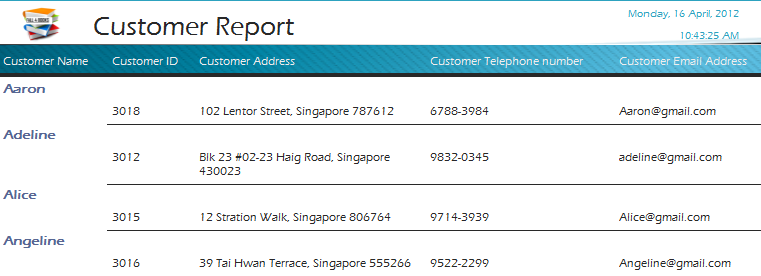 Customer Report
Monday, 16 April, 2012
10:43:25 AM
Customer Name Customer ID Customer Address Customer Telephone number Customer Email Address
Aaron
3018 102 Lentor Street, Singapore 787612 6788-3984 Aaron@gmail.com
Adeline
3012 Blk 23 #02-23 Haig Road, Singapore 9832-0345 adeline@gmail.com
430023
Alice
3015 12 Stration Walk, Singapore 806764 9714-3939 Alice@gmail.com
Angeline
3016 39 Tai Hwan Terrace, Singapore 555266 9522-2299 Angeline@gmail.com